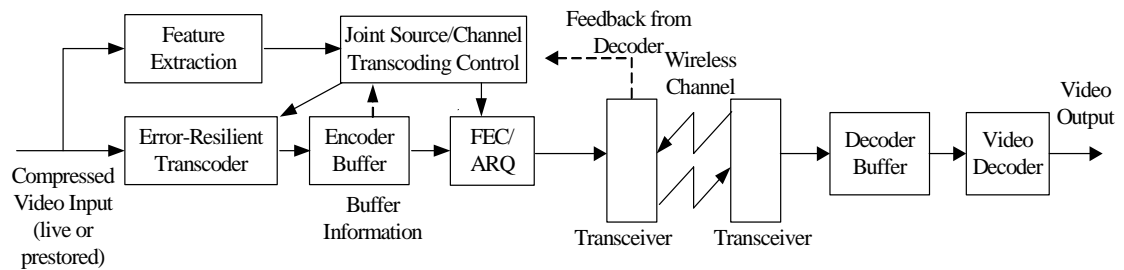 Feature
Extraction
Joint Source/Channel
Transcoding Control
Feedback from
Decoder
Wireless
Channel
Error-Resilient
Transcoder
Encoder
Buffer
FEC/
ARQ
Decoder
Buffer
Video
Decoder
Video
Output
Compressed
Video Input
(live or
prestored)
Buffer
Information
Transceiver
Transceiver